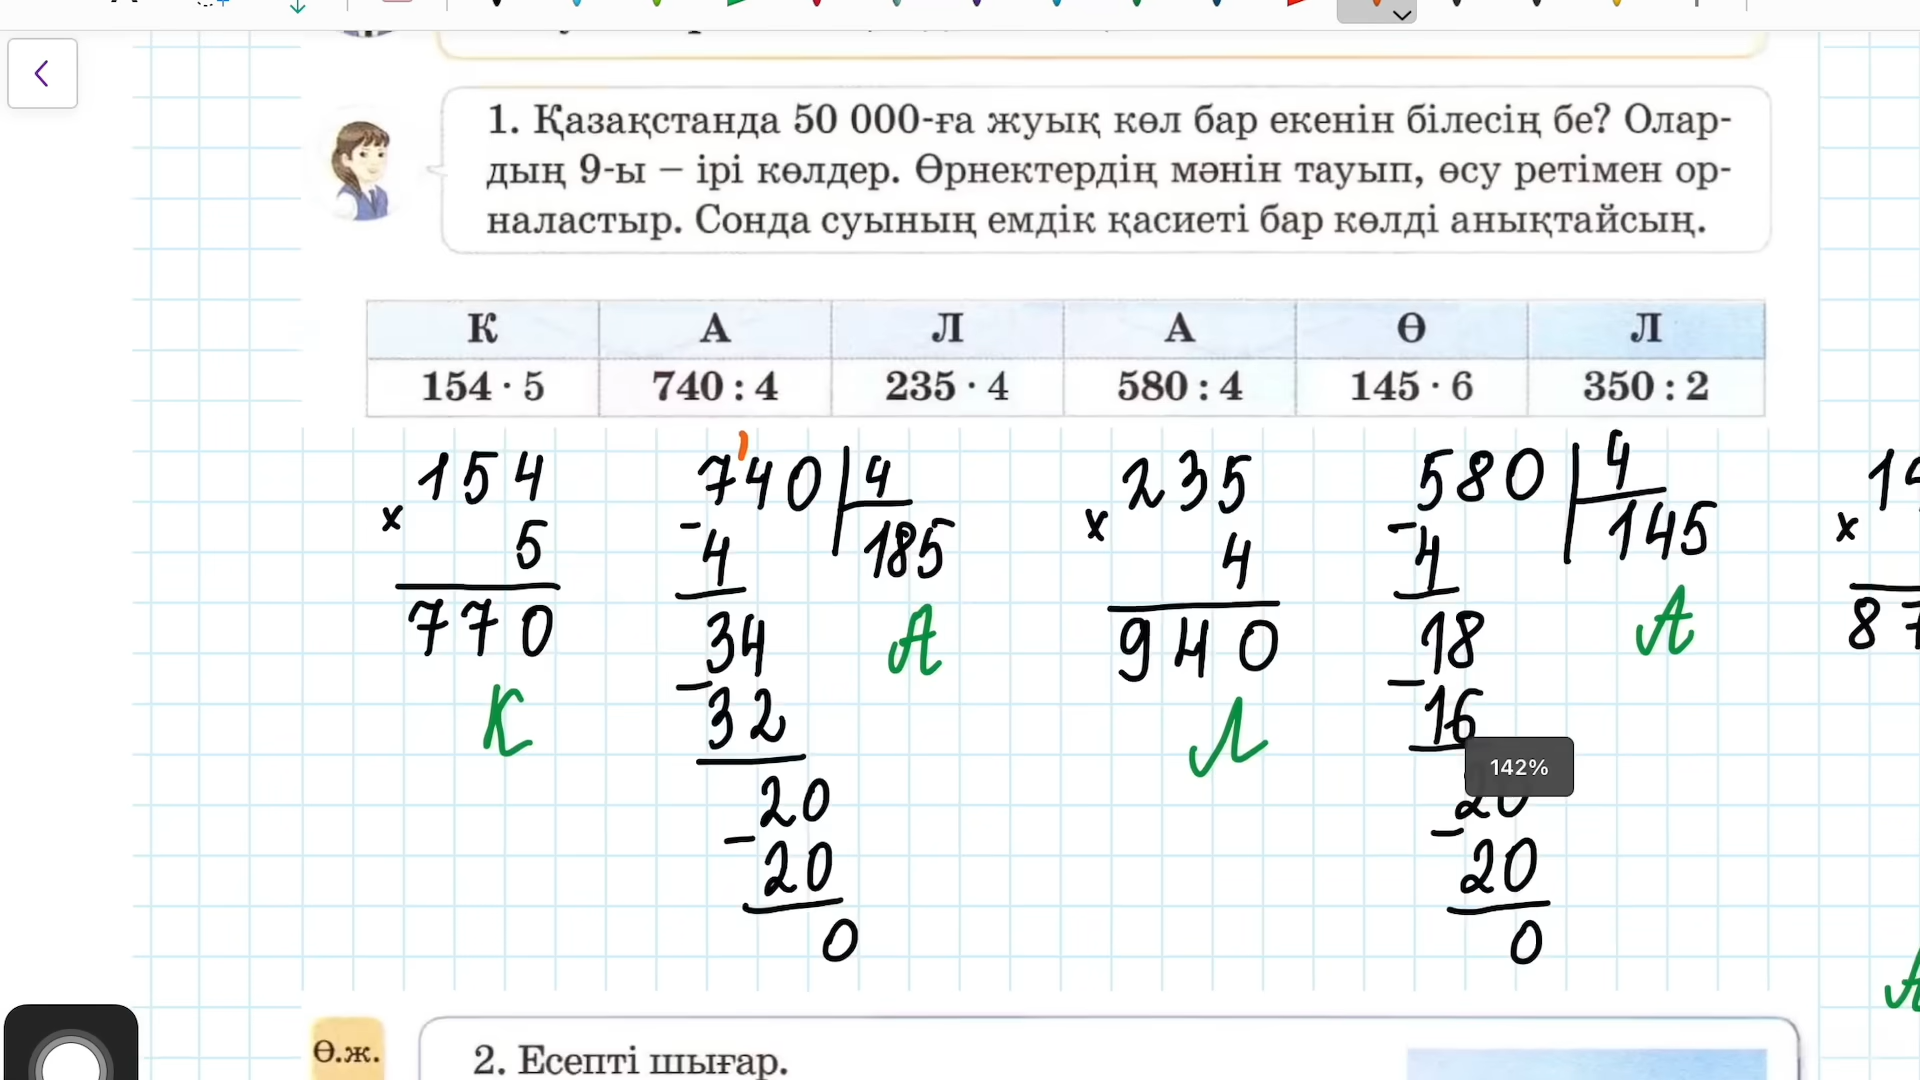 1. Қазақстанда 50 000-ға жуық көл бар екенін білесің бе? Олар-
дың 9-ы – ірі көлдер. Өрнектердің мәнін тауып, өсу ретімен ор-
наластыр. Сонда суының емдік қасиеті бар көлді анықтайсың.
К А Л А Ө Л
154 · 5 740 : 4 235 · 4 580 : 4 145 · 6 350 : 2
154
× 5
770
К
740 4
185
- 4
34
- 32
20
- 20
0
А
235
× 4
940
Л
580 4
145
- 4
18
- 16
20
- 20
0
А
142%
×
Ө.ж.
2. Есепті шығар.